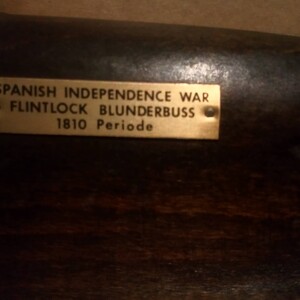 SPANISH INDEPENDENCE WAR
FLINTLOCK BLUNDERBUSS
1810 Periode